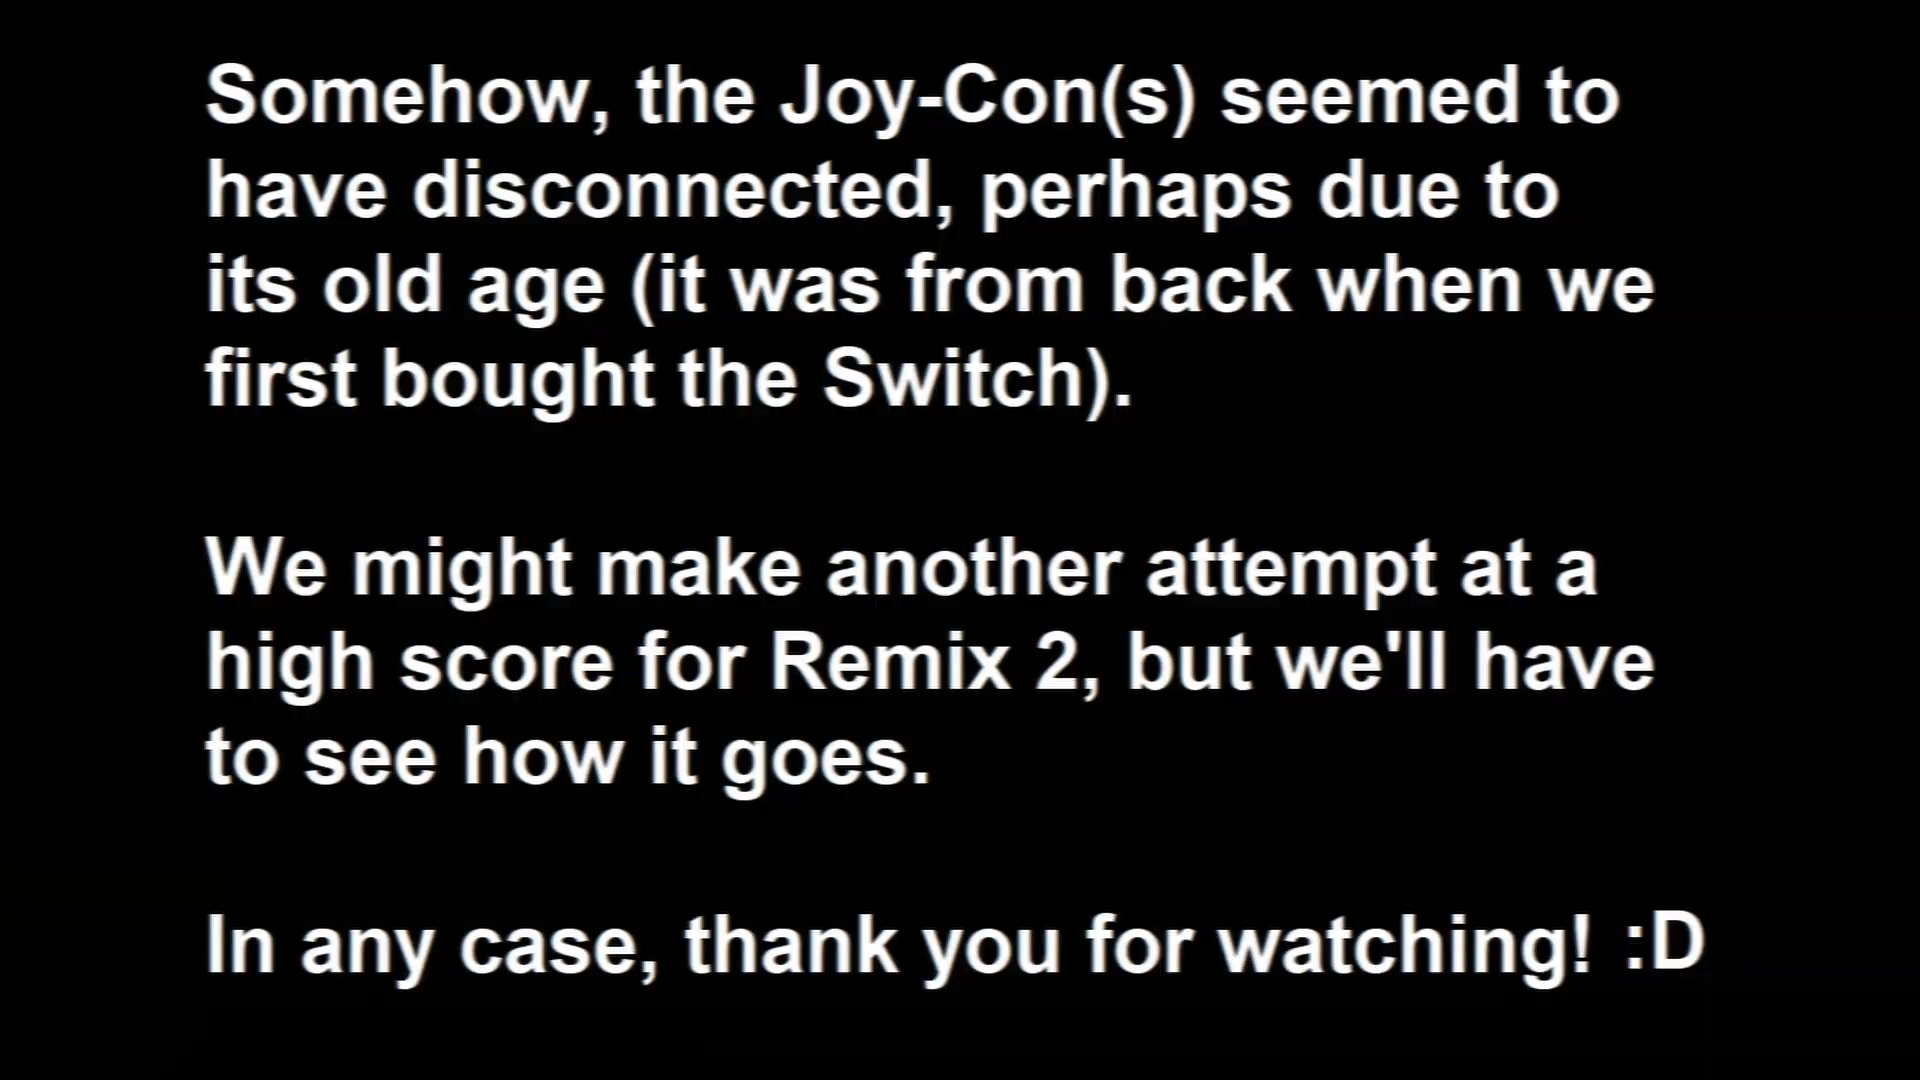 Somehow, the Joy-Con(s) seemed to
have disconnected, perhaps due to
its old age (it was from back when we
first bought the Switch).
We might make another attempt at a
high score for Remix 2, but we'll have
to see how it goes.
In any case, thank you for watching! :D